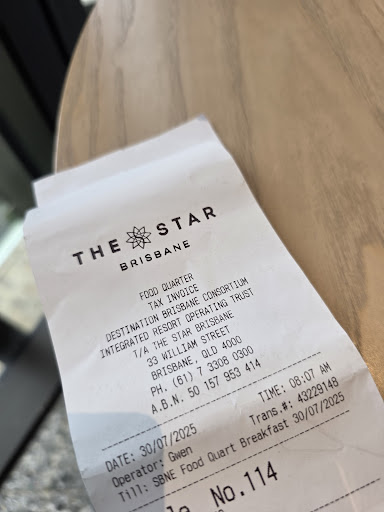 THE STAR
BRISBANE
FOOD QUARTER
TAX INVOICE
DESTINATION BRISBANE CONSORTIUM
INTEGRATED RESORT OPERATING TRUST
T/A THE STAR BRISBANE
33 WILLIAM STREET
BRISBANE, QLD 4000
PH. (61) 7 3308 0300
A.B.N. 50 157 953 414
DATE: 30/07/2025 TIME: 08:07 AM
Operator: Gwen Trans.#: 43229148
Till: SBNE Food Quart Breakfast 30/07/2025
No.114